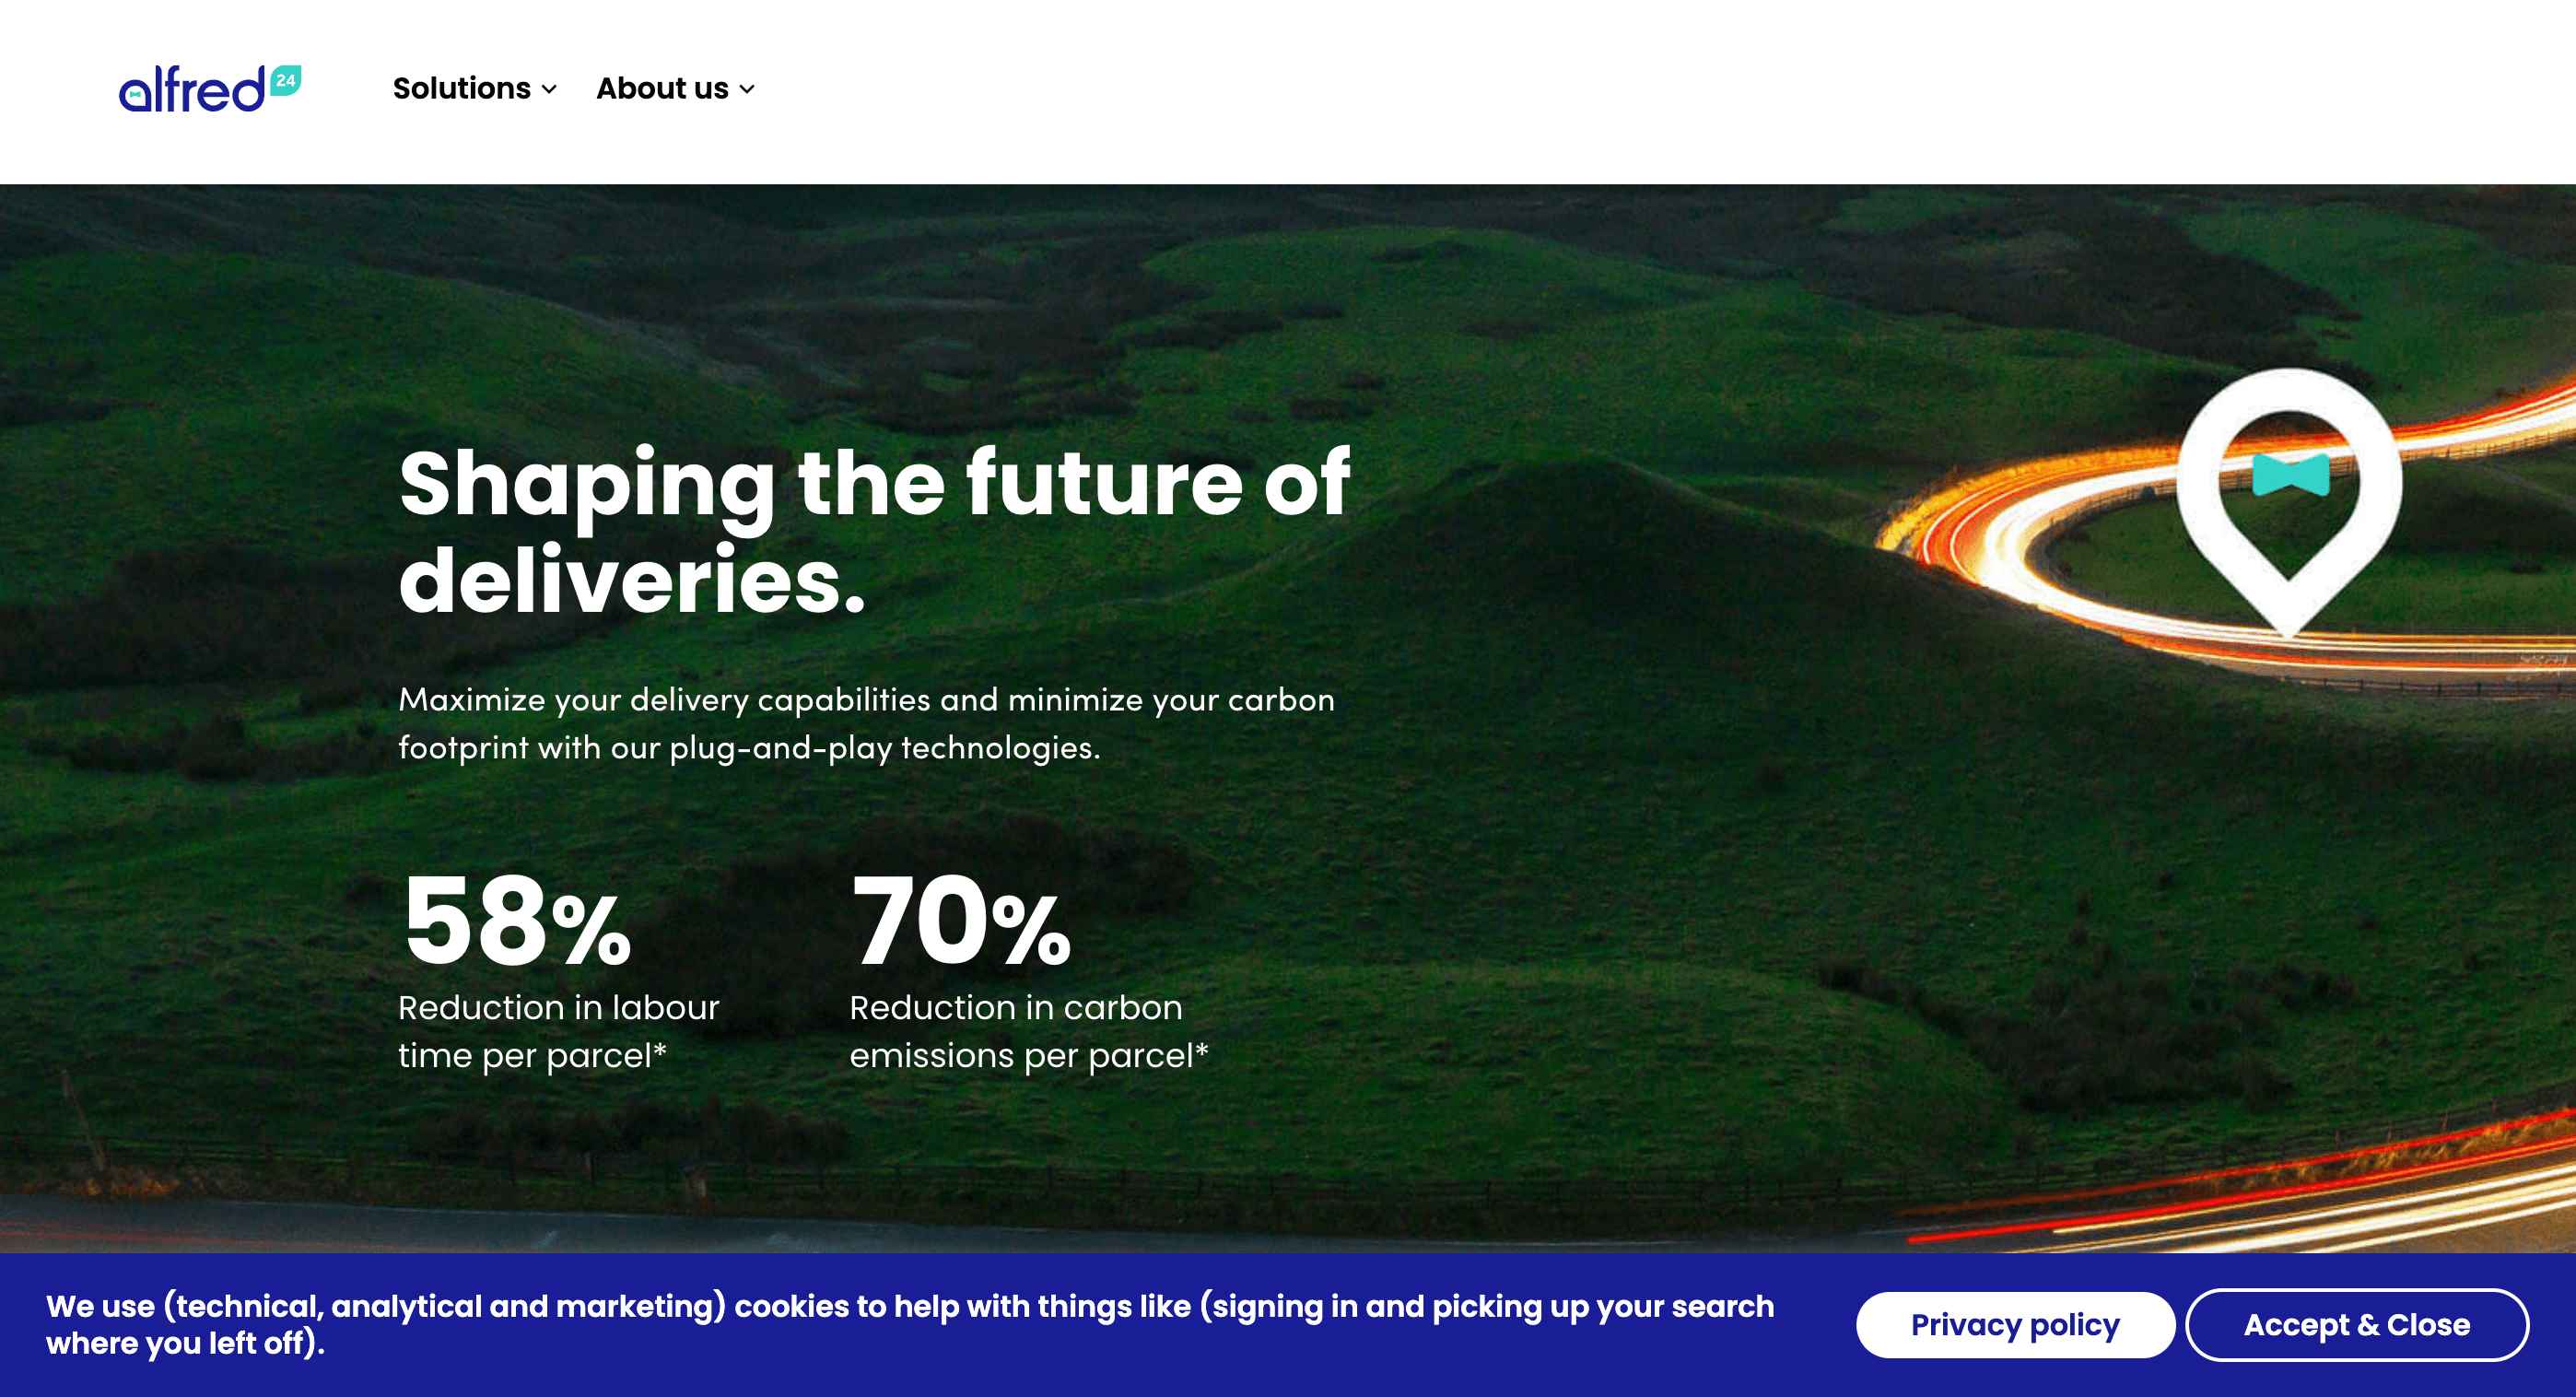 alfred 24
Solutions
About us
Shaping the future of
deliveries.
Maximize your delivery capabilities and minimize your carbon
footprint with our plug-and-play technologies.
58%
Reduction in labour
time per parcel*
70%
Reduction in carbon
emissions per parcel*
We use (technical, analytical and marketing) cookies to help with things like (signing in and picking up your search
where you left off).
Privacy policy
Accept & Close